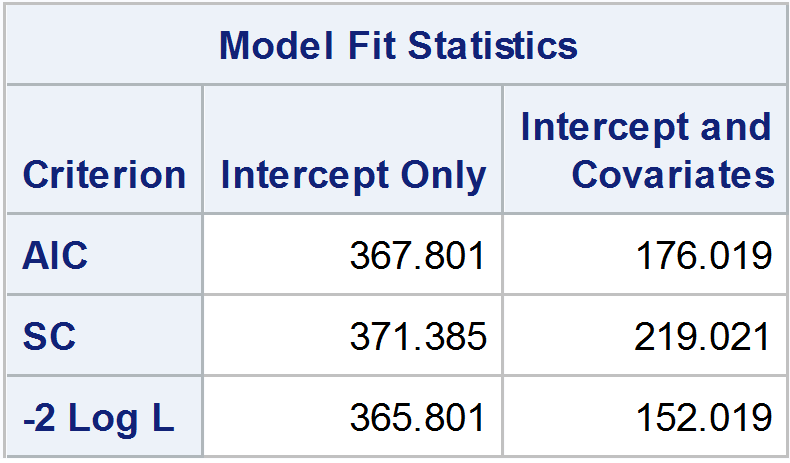 Model Fit Statistics
Intercept and
Criterion Intercept Only Covariates
AIC 367.801 176.019
SC 371.385 219.021
-2 Log L 365.801 152.019